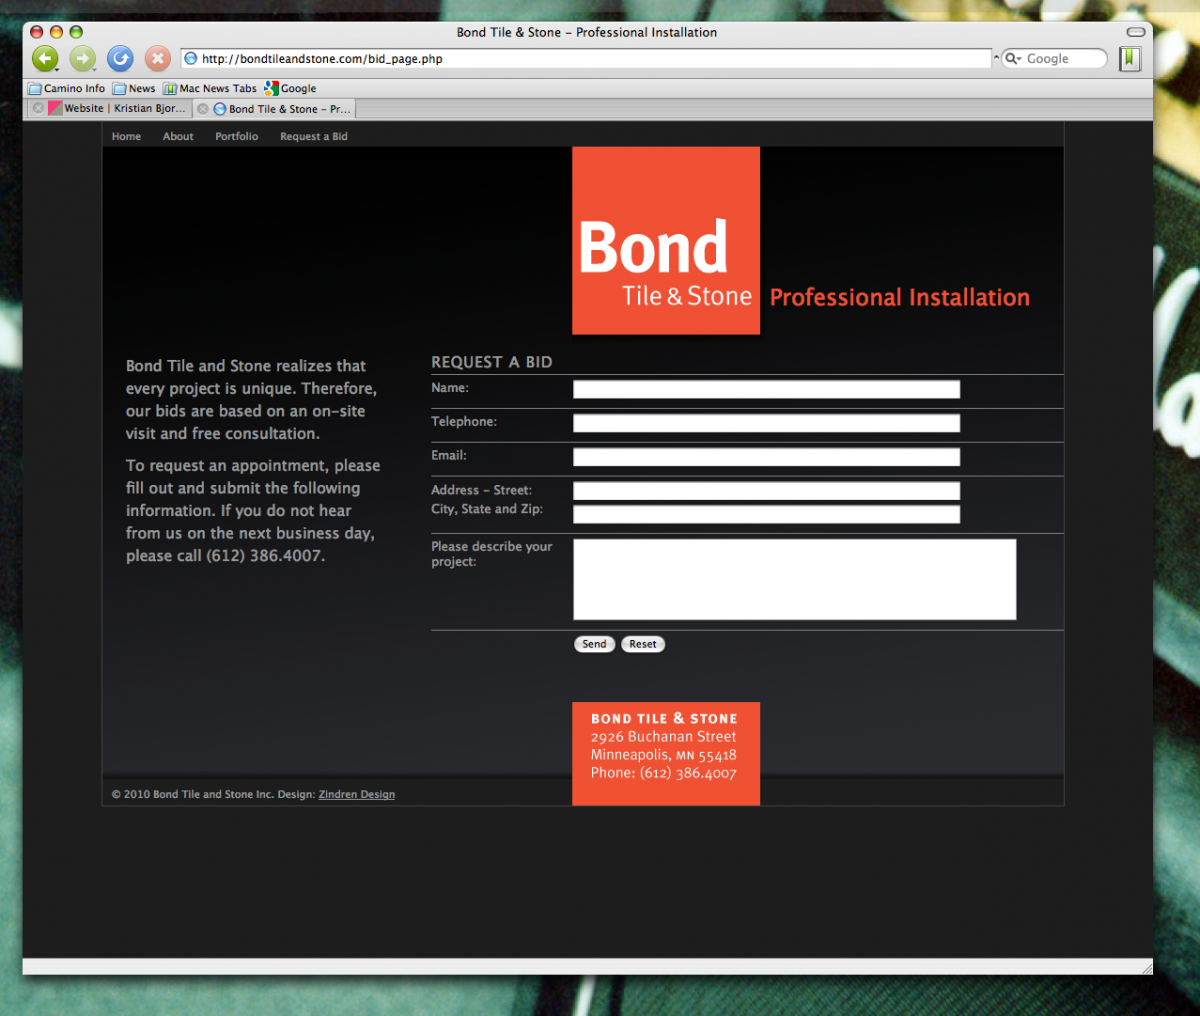 Bond Tile & Stone – Professional Installation
http://bondtileandstone.com/bid_page.php
Google
Camino Info News Mac News Tabs Google
Website | Kristian Bjor... Bond Tile & Stone – Pr...
Home About Portfolio Request a Bid
Bond
Tile & Stone
Professional Installation
Bond Tile and Stone realizes that
every project is unique. Therefore,
our bids are based on an on-site
visit and free consultation.
To request an appointment, please
fill out and submit the following
information. If you do not hear
from us on the next business day,
please call (612) 386.4007.
REQUEST A BID
Name:
Telephone:
Email:
Address – Street:
City, State and Zip:
Please describe your
project:
Send Reset
BOND TILE & STONE
2926 Buchanan Street
Minneapolis, MN 55418
Phone: (612) 386.4007
© 2010 Bond Tile and Stone Inc. Design: Zindren Design